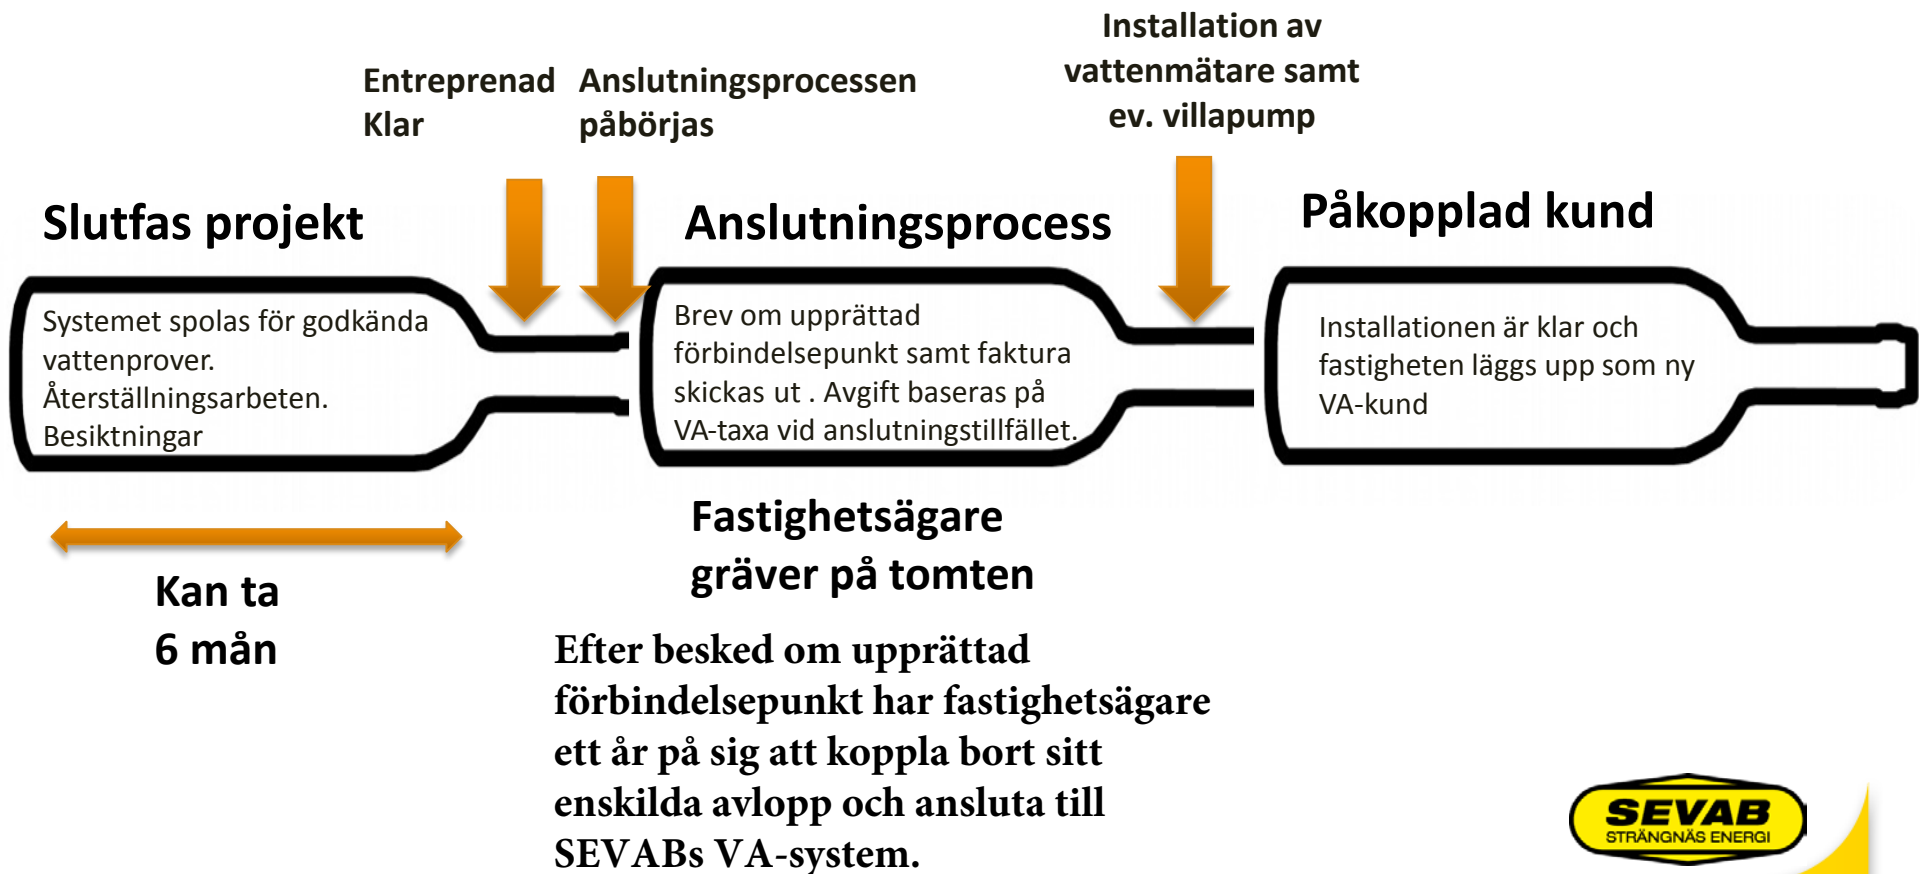 Entreprenad
Klar
Anslutningsprocessen
påbörjas
Installation av
vattenmätare samt
ev. villapump
Slutfas projekt
Anslutningsprocess
Påkopplad kund
Systemet spolas för godkända
vattenprover.
Återställningsarbeten.
Besiktningar
Brev om upprättad
förbindelsepunkt samt faktura
skickas ut . Avgift baseras på
VA-taxa vid anslutningstillfället.
Installationen är klar och
fastigheten läggs upp som ny
VA-kund
Kan ta
6 mån
Fastighetsägare
gräver på tomten
Efter besked om upprättad
förbindelsepunkt har fastighetsägare
ett år på sig att koppla bort sitt
enskilda avlopp och ansluta till
SEVABs VA-system.
SEVAB
STRÄNGNÄS ENERGI